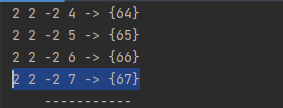 2 2 -2 4 -> {64}
2 2 -2 5 -> {65}
2 2 -2 6 -> {66}
2 2 -2 7 -> {67}
-----------